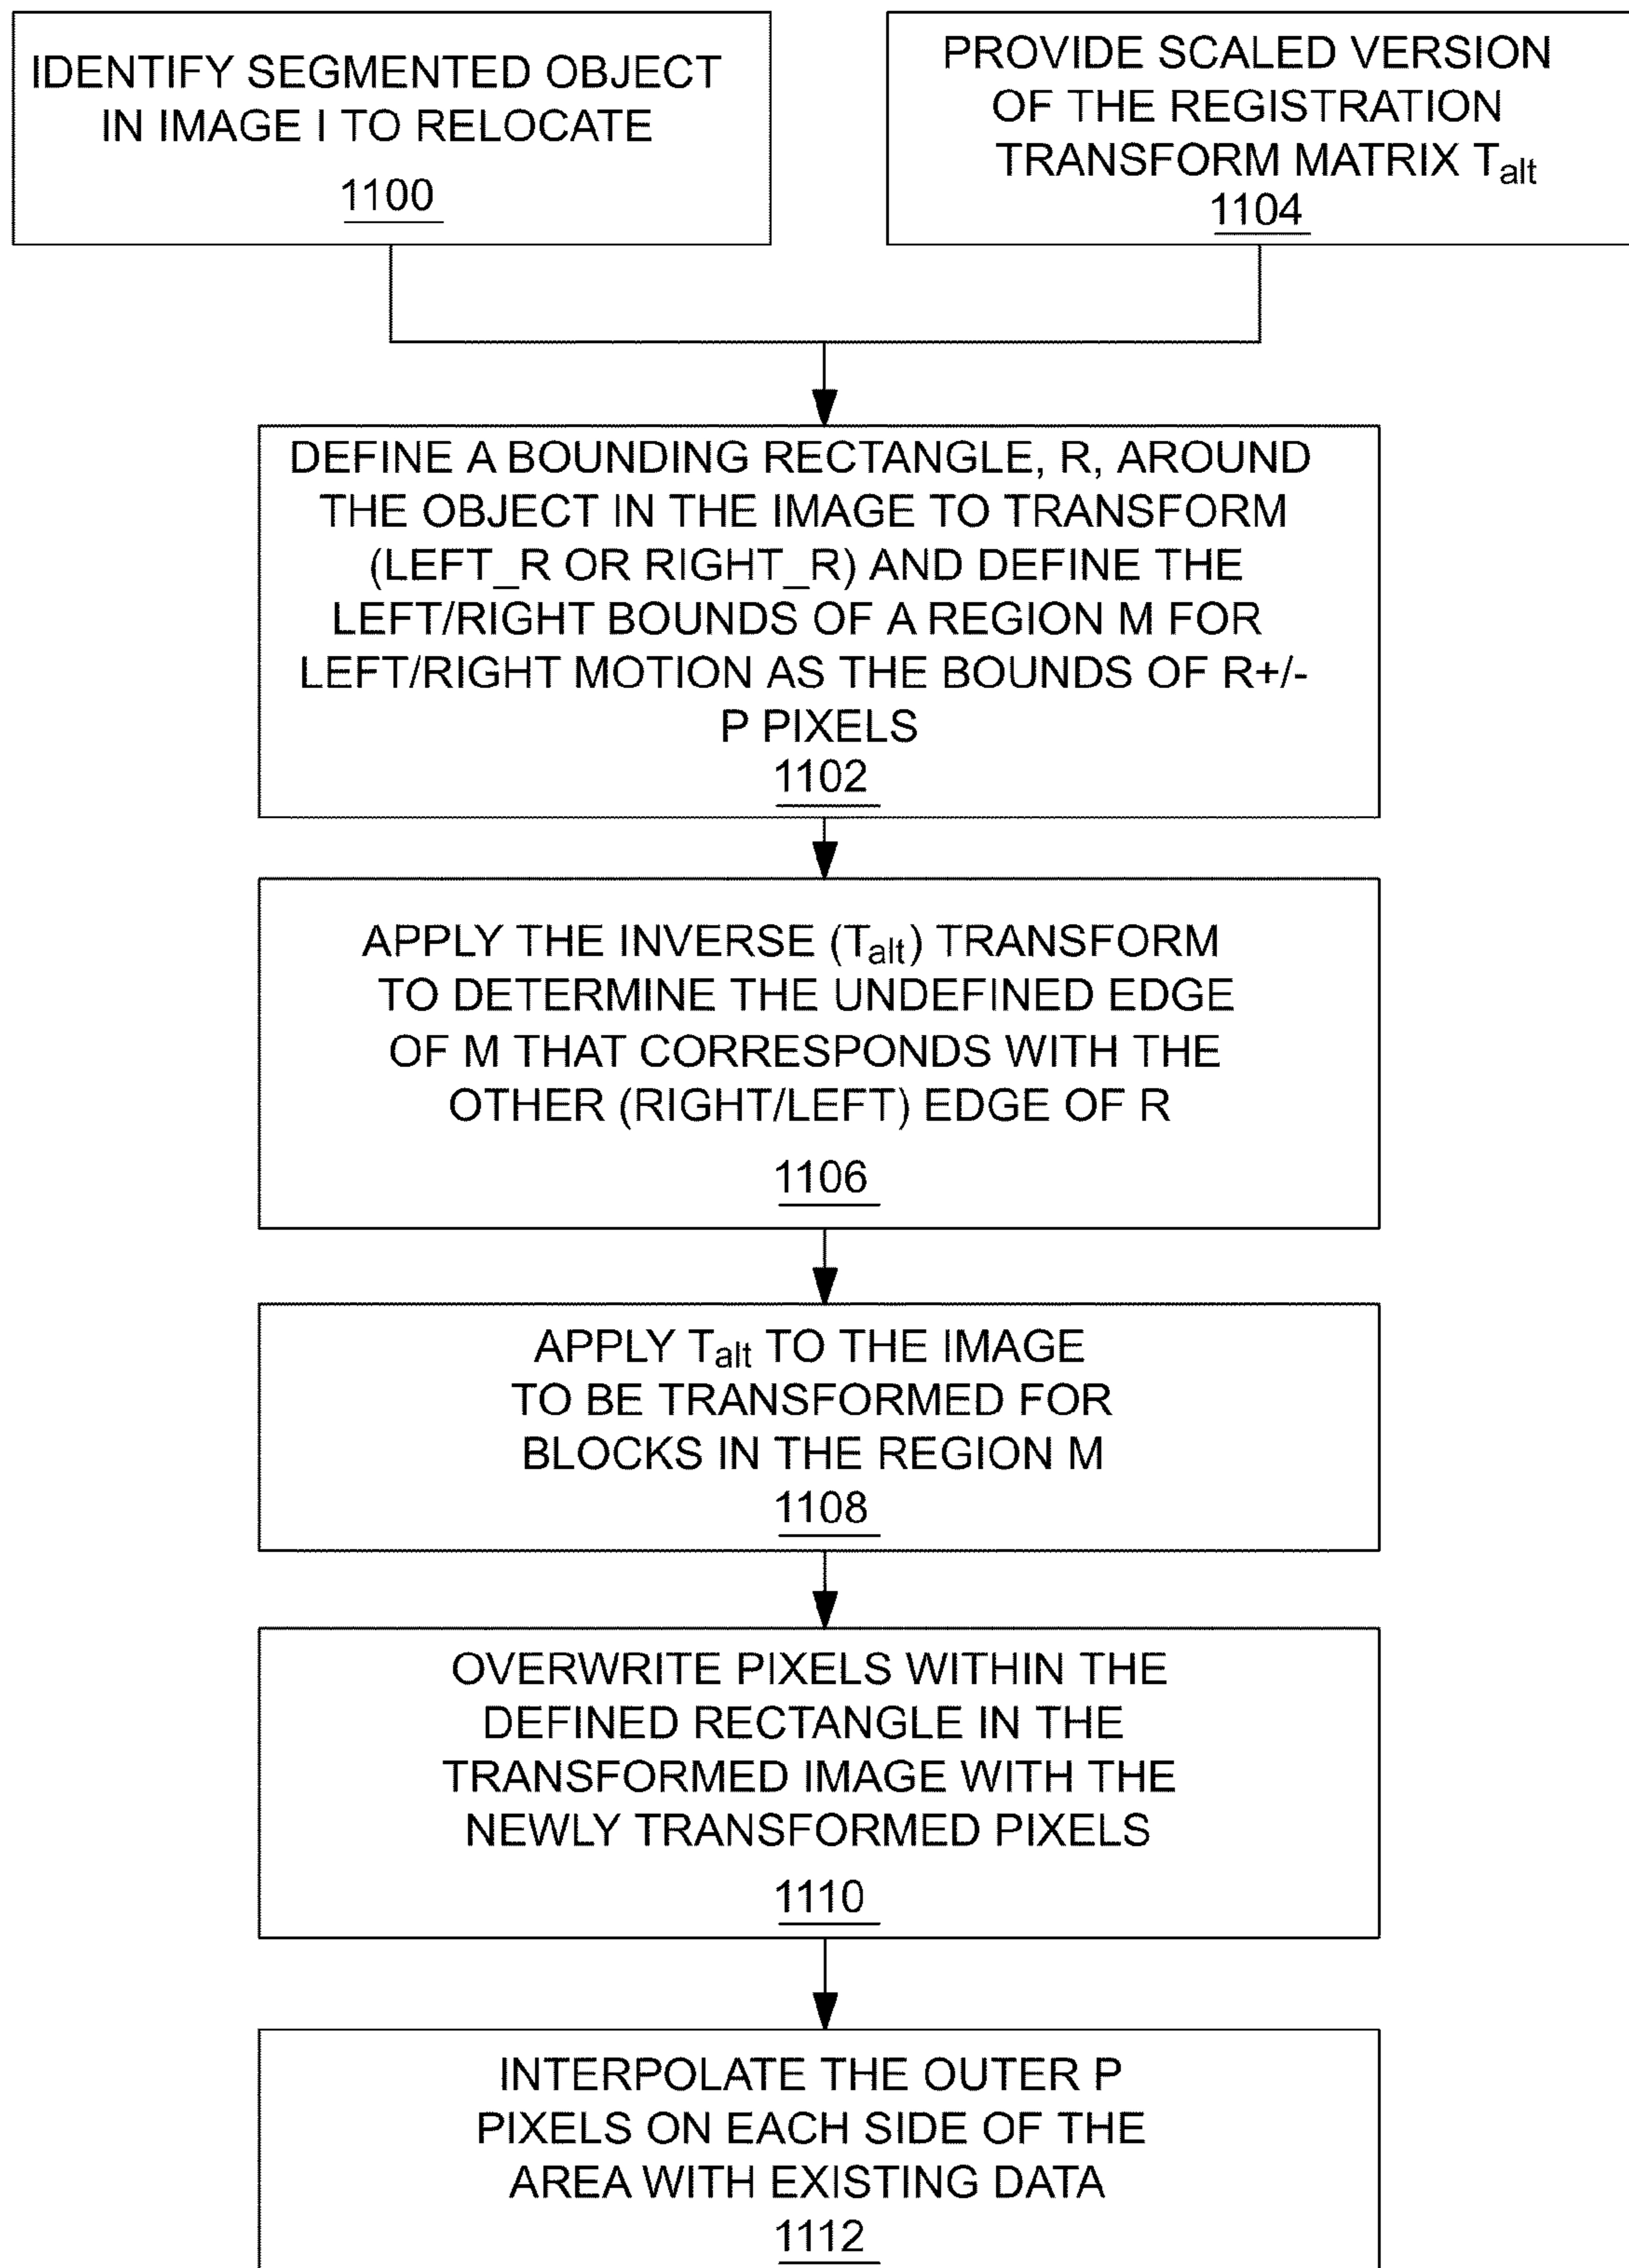 IDENTIFY SEGMENTED OBJECT
IN IMAGE I TO RELOCATE
1100
PROVIDE SCALED VERSION
OF THE REGISTRATION
TRANSFORM MATRIX Talt
1104
DEFINE A BOUNDING RECTANGLE, R, AROUND
THE OBJECT IN THE IMAGE TO TRANSFORM
(LEFT_R OR RIGHT_R) AND DEFINE THE
LEFT/RIGHT BOUNDS OF A REGION M FOR
LEFT/RIGHT MOTION AS THE BOUNDS OF R+/-
P PIXELS
1102
APPLY THE INVERSE (Talt) TRANSFORM
TO DETERMINE THE UNDEFINED EDGE
OF M THAT CORRESPONDS WITH THE
OTHER (RIGHT/LEFT) EDGE OF R
1106
APPLY Talt TO THE IMAGE
TO BE TRANSFORMED FOR
BLOCKS IN THE REGION M
1108
OVERWRITE PIXELS WITHIN THE
DEFINED RECTANGLE IN THE
TRANSFORMED IMAGE WITH THE
NEWLY TRANSFORMED PIXELS
1110
INTERPOLATE THE OUTER P
PIXELS ON EACH SIDE OF THE
AREA WITH EXISTING DATA
1112